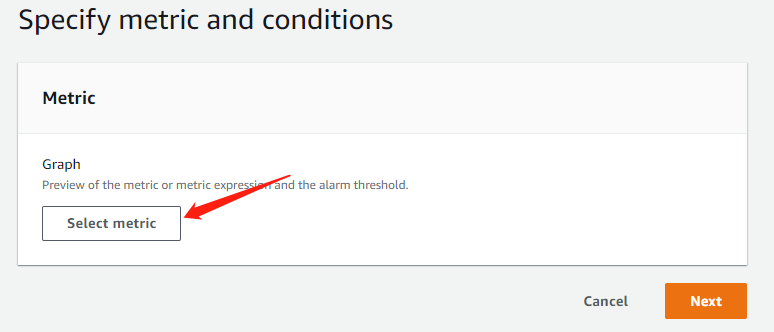 Specify metric and conditions
Metric
Graph
Preview of the metric or metric expression and the alarm threshold.
Select metric
Cancel
Next